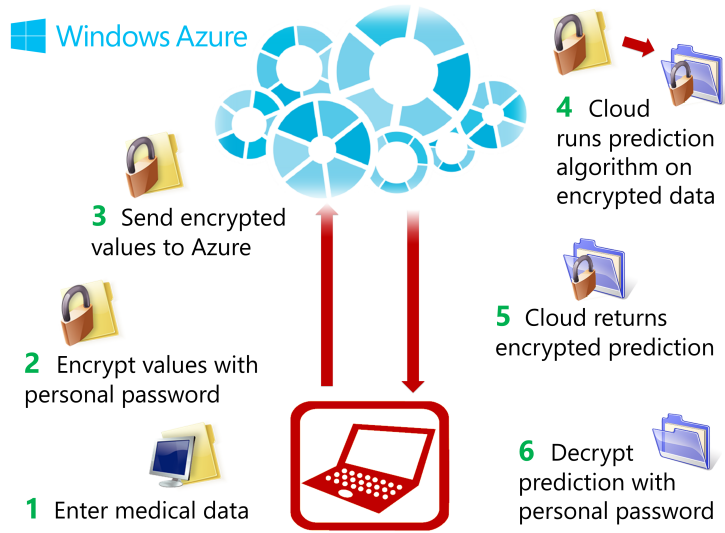 Windows Azure
1 Enter medical data
2 Encrypt values with
personal password
3 Send encrypted
values to Azure
4 Cloud
runs prediction
algorithm on
encrypted data
5 Cloud returns
encrypted prediction
6 Decrypt
prediction with
personal password